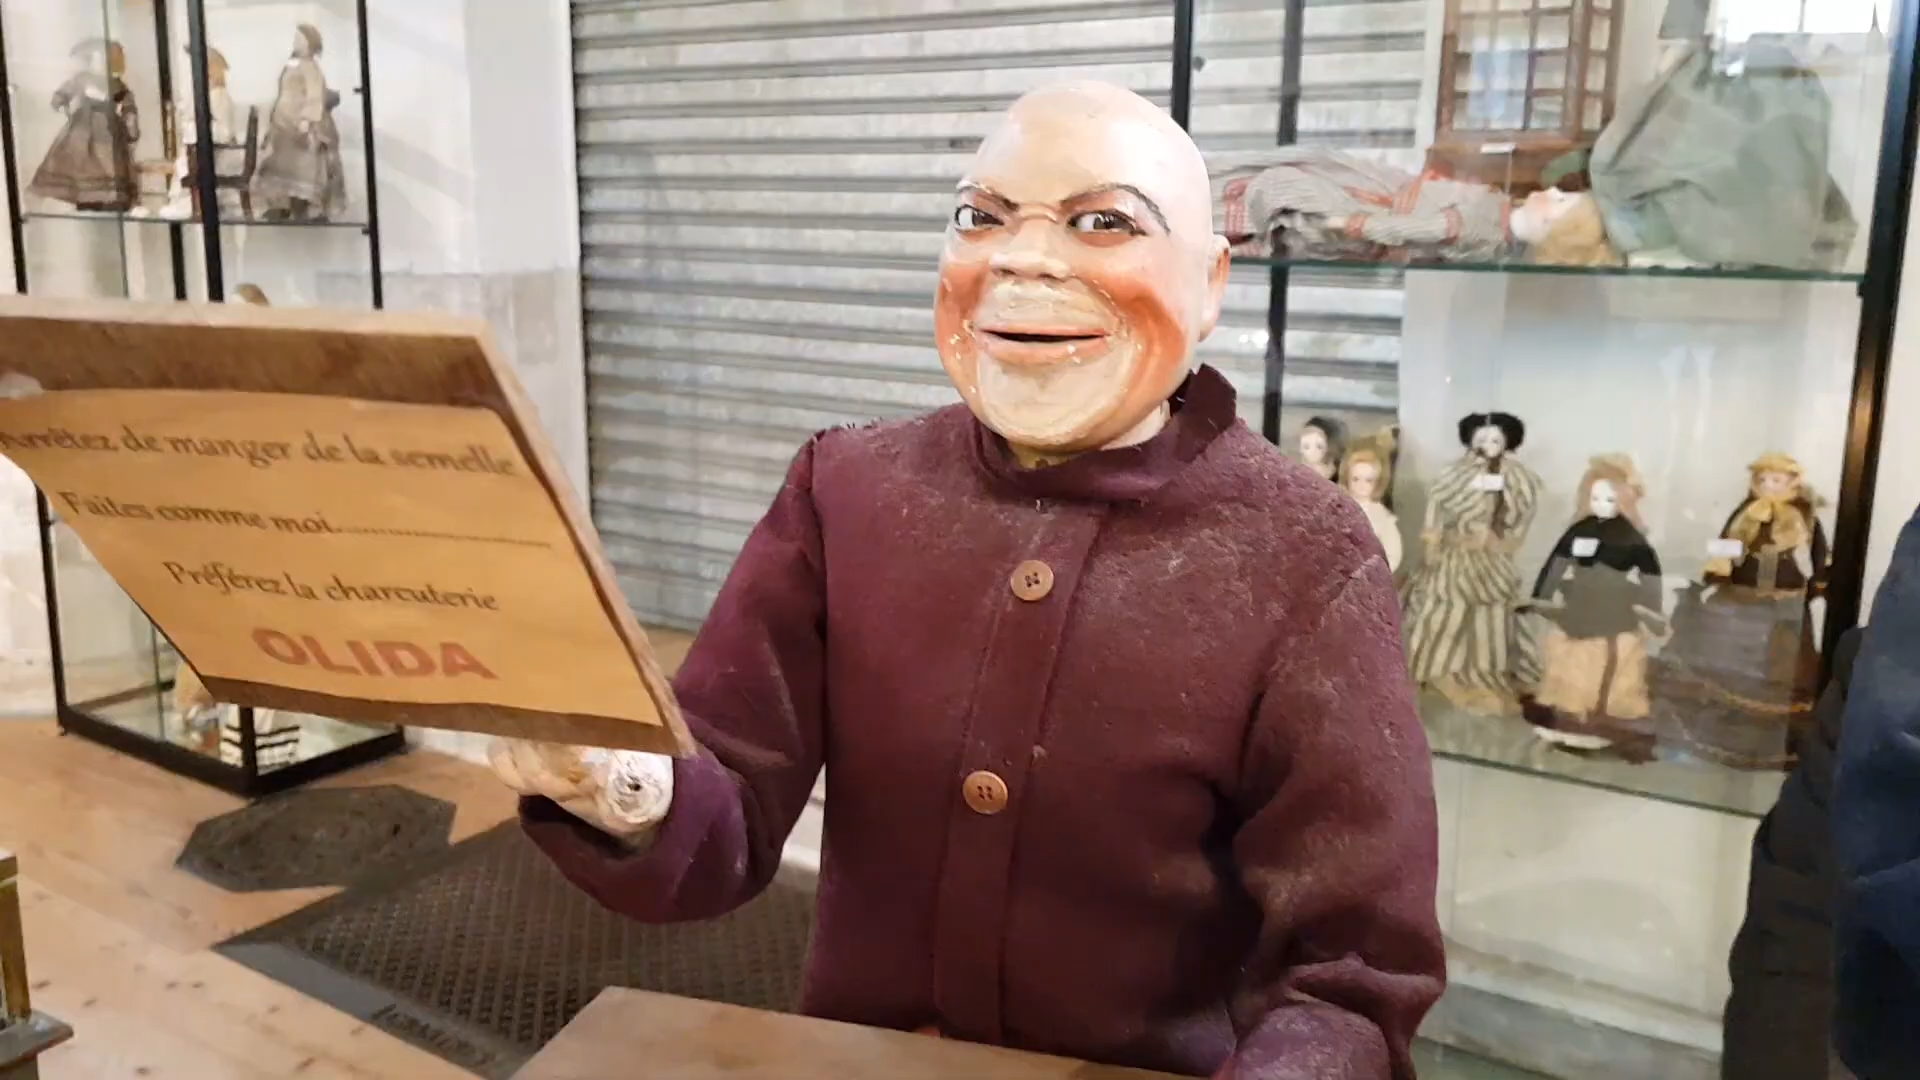 Arrêtez de manger de la semelle
Faites comme moi....................
Préférez la charcuterie
OLIDA